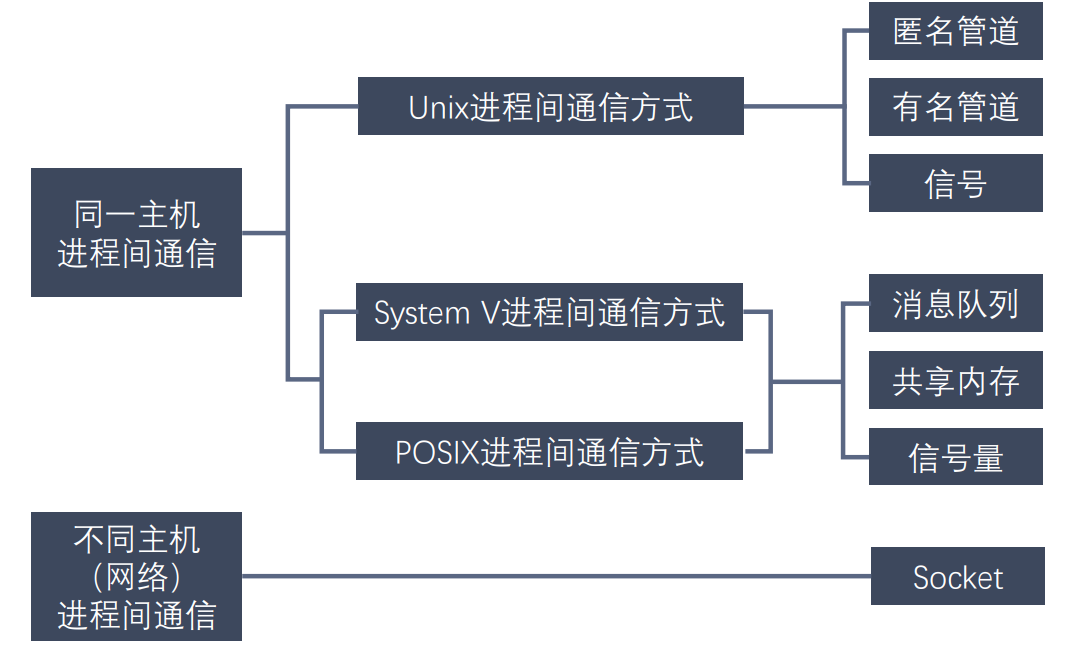 匿名管道
Unix进程间通信方式
有名管道
信号
同一主机
进程间通信
System V进程间通信方式
消息队列
共享内存
POSIX进程间通信方式
信号量
不同主机
（网络）
进程间通信
Socket